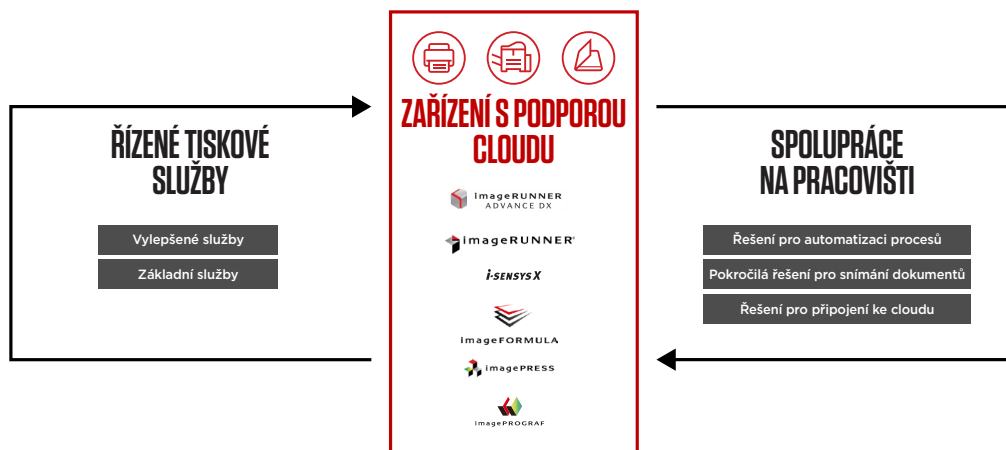 ŘÍZENÉ TISKOVÉ
SLUŽBY
Vylepšené služby
Základní služby
ZAŘÍZENÍ S PODPOROU
CLOUDU
imageRUNNER
ADVANCE DX
imageRUNNER
i-SENSYS X
imageFORMULA
imagePRESS
imagePROGRAF
SPOLUPRÁCE
NA PRACOVIŠTI
Řešení pro automatizaci procesů
Pokročilá řešení pro snímání dokumentů
Řešení pro připojení ke cloudu